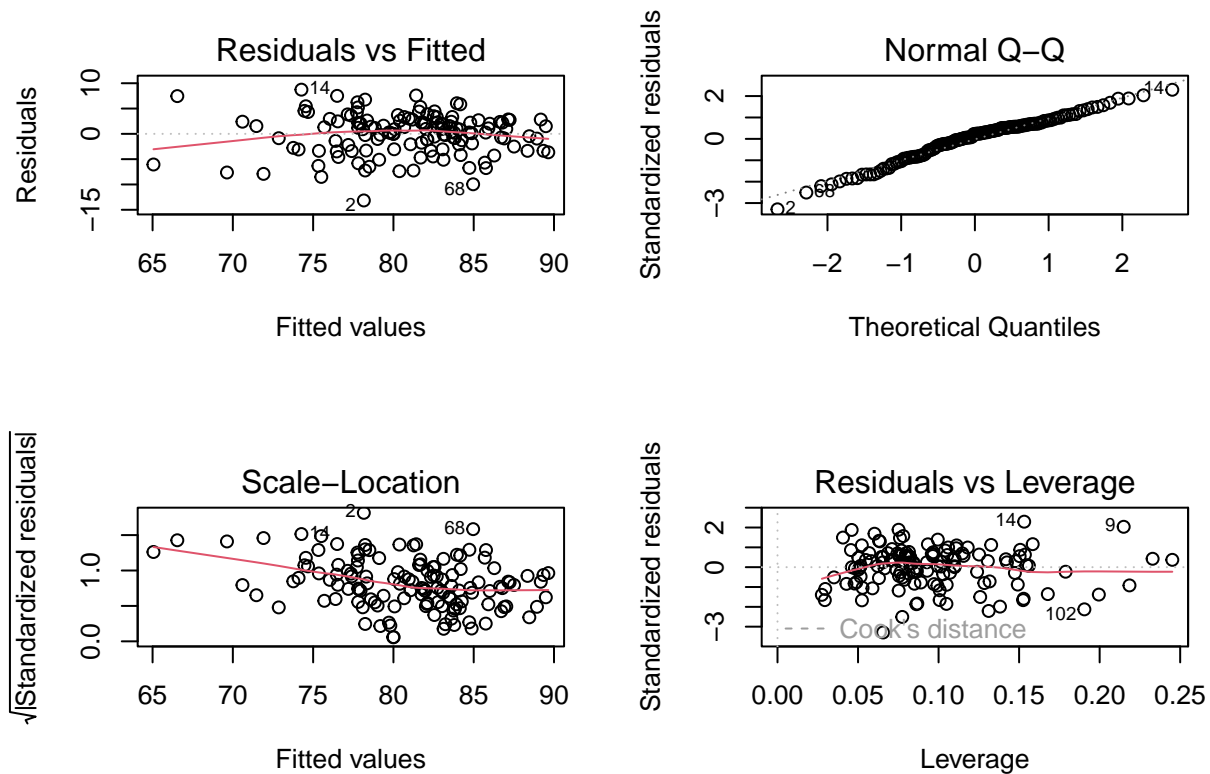 Residuals vs Fitted
Residuals
10
0
−15
14
68
2
65 70 75 80 85 90
Fitted values
Normal Q−Q
Standardized residuals
2
0
−3
14
68
2
−2 −1 0 1 2
Theoretical Quantiles
Scale−Location
√|Standardized residuals|
1.0
0.0
2
14
68
65 70 75 80 85 90
Fitted values
Residuals vs Leverage
Standardized residuals
2
0
−3
14
9
102
Cook's distance
0.00 0.05 0.10 0.15 0.20 0.25
Leverage